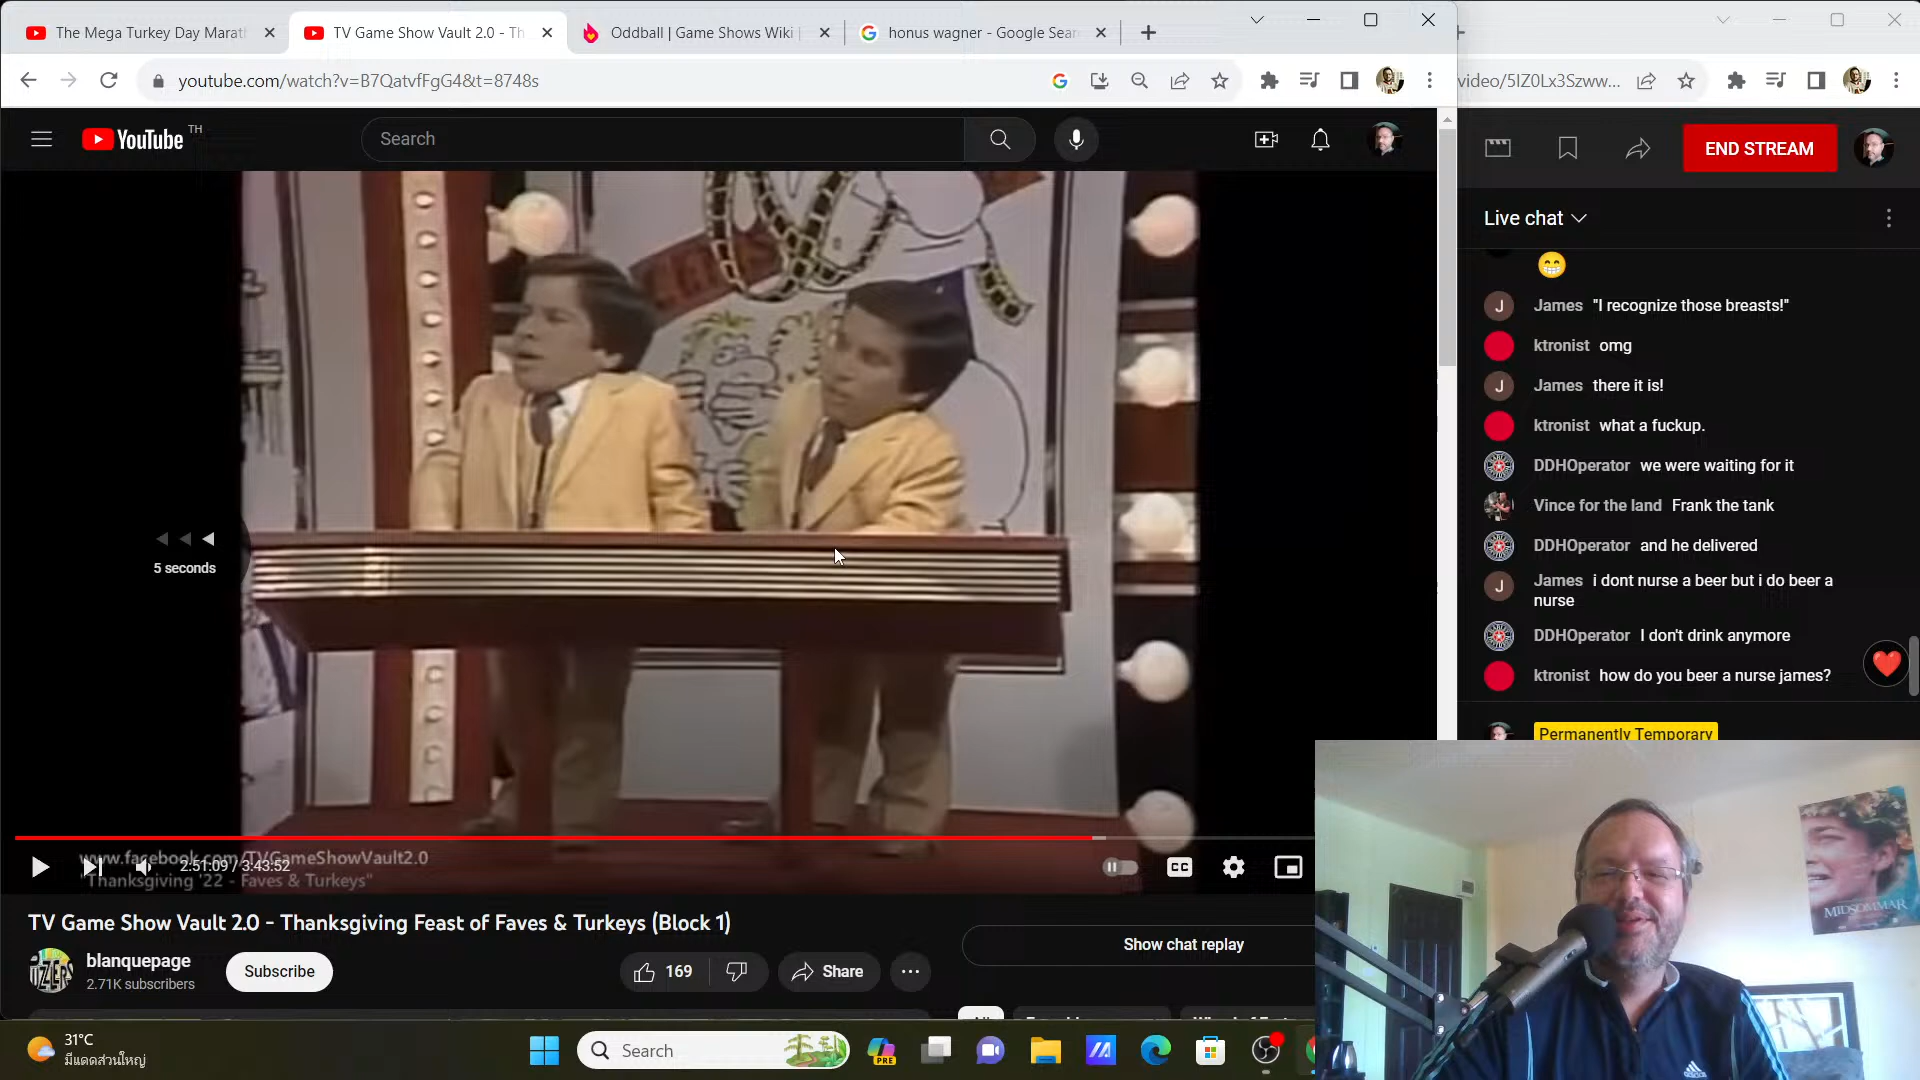 The Mega Turkey Day Marat
TV Game Show Vault 2.0 - Th
Oddball | Game Shows Wiki |
honus wagner - Google Sear
youtube.com/watch?v=B7QatvfFgG4&t=8748s
video/5IZ0Lx3Szww...
YouTube TH
Search
END STREAM
Live chat
James "I recognize those breasts!"
ktronist omg
James there it is!
ktronist what a fuckup.
DDHOperator we were waiting for it
Vince for the land Frank the tank
DDHOperator and he delivered
James i dont nurse a beer but i do beer a
nurse
DDHOperator I don't drink anymore
ktronist how do you beer a nurse james?
Permanently Temporary
5 seconds
www.facebook.com/TVGameShowVault2.0
2:51:09 / 3:43:52
"Thanksgiving '22 - Faves & Turkeys"
CC
TV Game Show Vault 2.0 - Thanksgiving Feast of Faves & Turkeys (Block 1)
blanquepage
2.71K subscribers
Subscribe
169
Share
Show chat replay
MIDSOMMAR
adidas
31°C
มีแดดส่วนใหญ่
Search
PRE